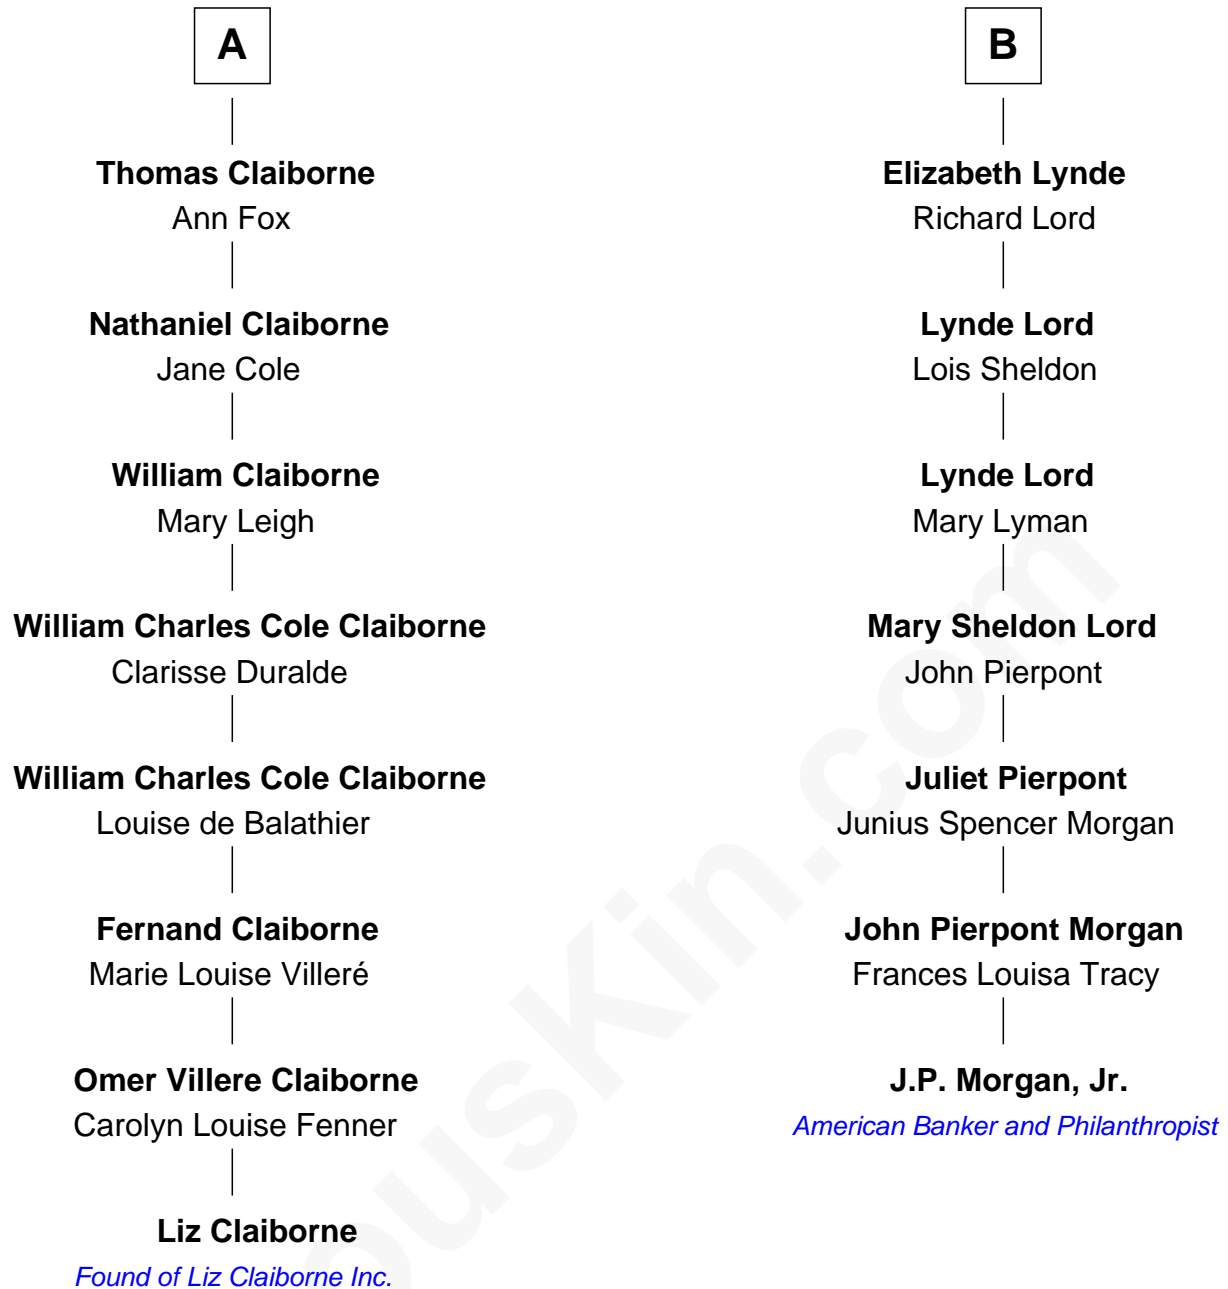 A
Thomas Claiborne
Ann Fox
Nathaniel Claiborne
Jane Cole
William Claiborne
Mary Leigh
William Charles Cole Claiborne
Clarisse Duralde
William Charles Cole Claiborne
Louise de Balathier
Fernand Claiborne
Marie Louise Villeré
Omer Villere Claiborne
Carolyn Louise Fenner
Liz Claiborne
Found of Liz Claiborne Inc.
B
Elizabeth Lynde
Richard Lord
Lynde Lord
Lois Sheldon
Lynde Lord
Mary Lyman
Mary Sheldon Lord
John Pierpont
Juliet Pierpont
Junius Spencer Morgan
John Pierpont Morgan
Frances Louisa Tracy
J.P. Morgan, Jr.
American Banker and Philanthropist
ousKin.com